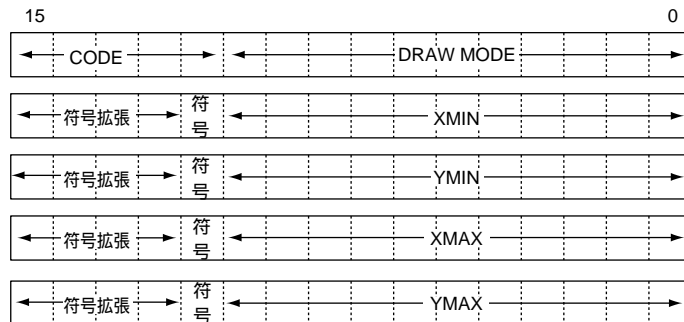 15 0
CODE DRAW MODE
符号拡張 符号 XMIN
符号拡張 符号 YMIN
符号拡張 符号 XMAX
符号拡張 符号 YMAX